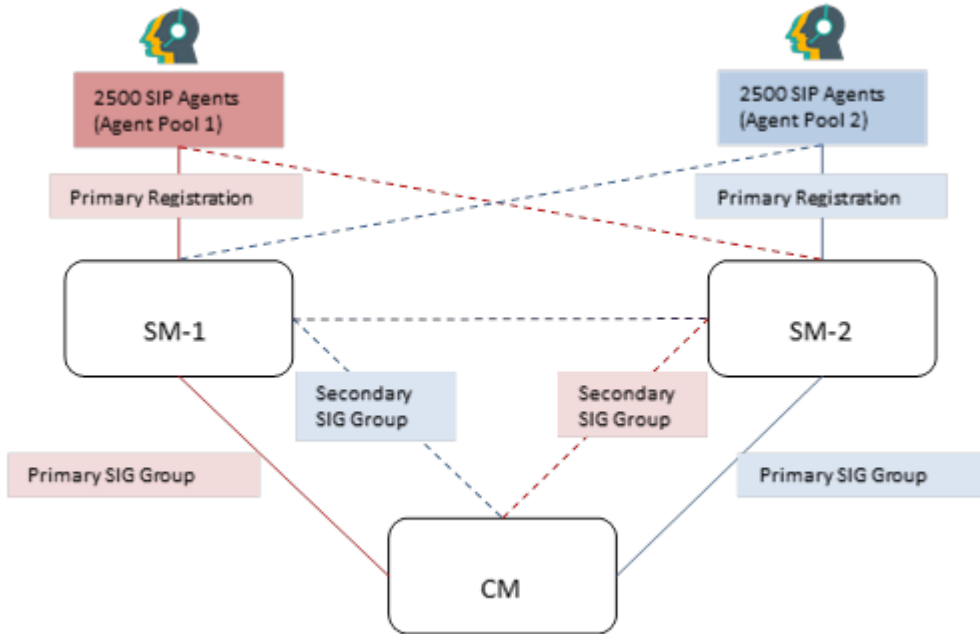 2500 SIP Agents
(Agent Pool 1)
2500 SIP Agents
(Agent Pool 2)
Primary Registration
Primary Registration
SM-1
SM-2
Secondary
SIG Group
Secondary
SIG Group
Primary SIG Group
Primary SIG Group
CM